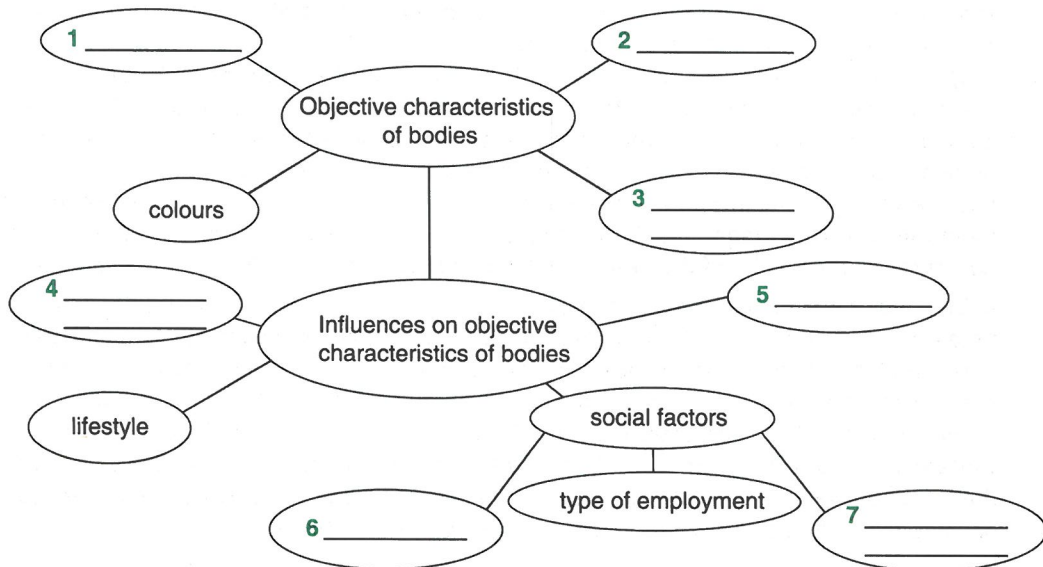 1
2
Objective characteristics
of bodies
colours
3
4
5
Influences on objective
characteristics of bodies
lifestyle
social factors
type of employment
6
7